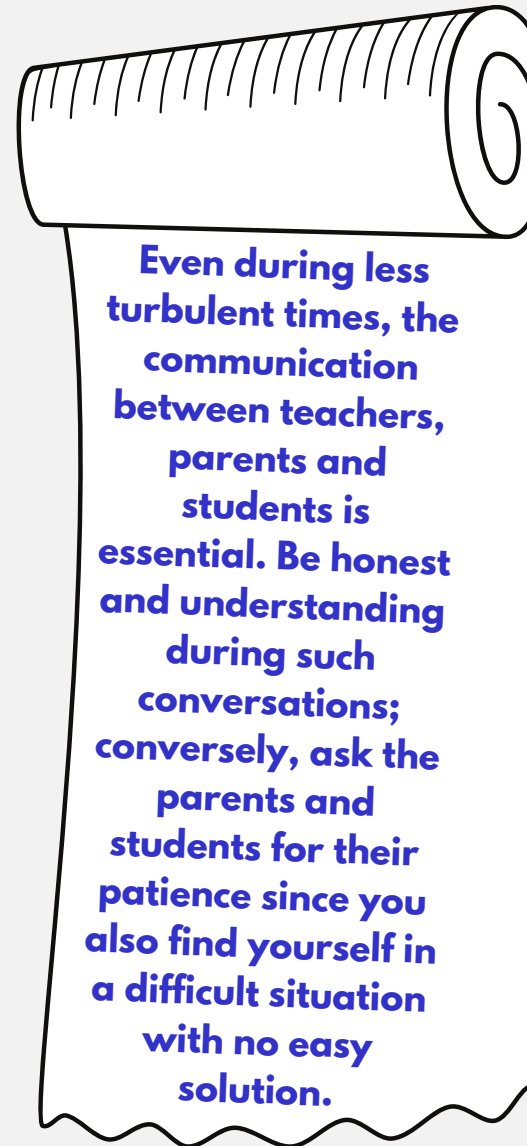 Even during less
turbulent times, the
communication
between teachers,
parents and
students is
essential. Be honest
and understanding
during such
conversations;
conversely, ask the
parents and
students for their
patience since you
also find yourself in
a difficult situation
with no easy
solution.